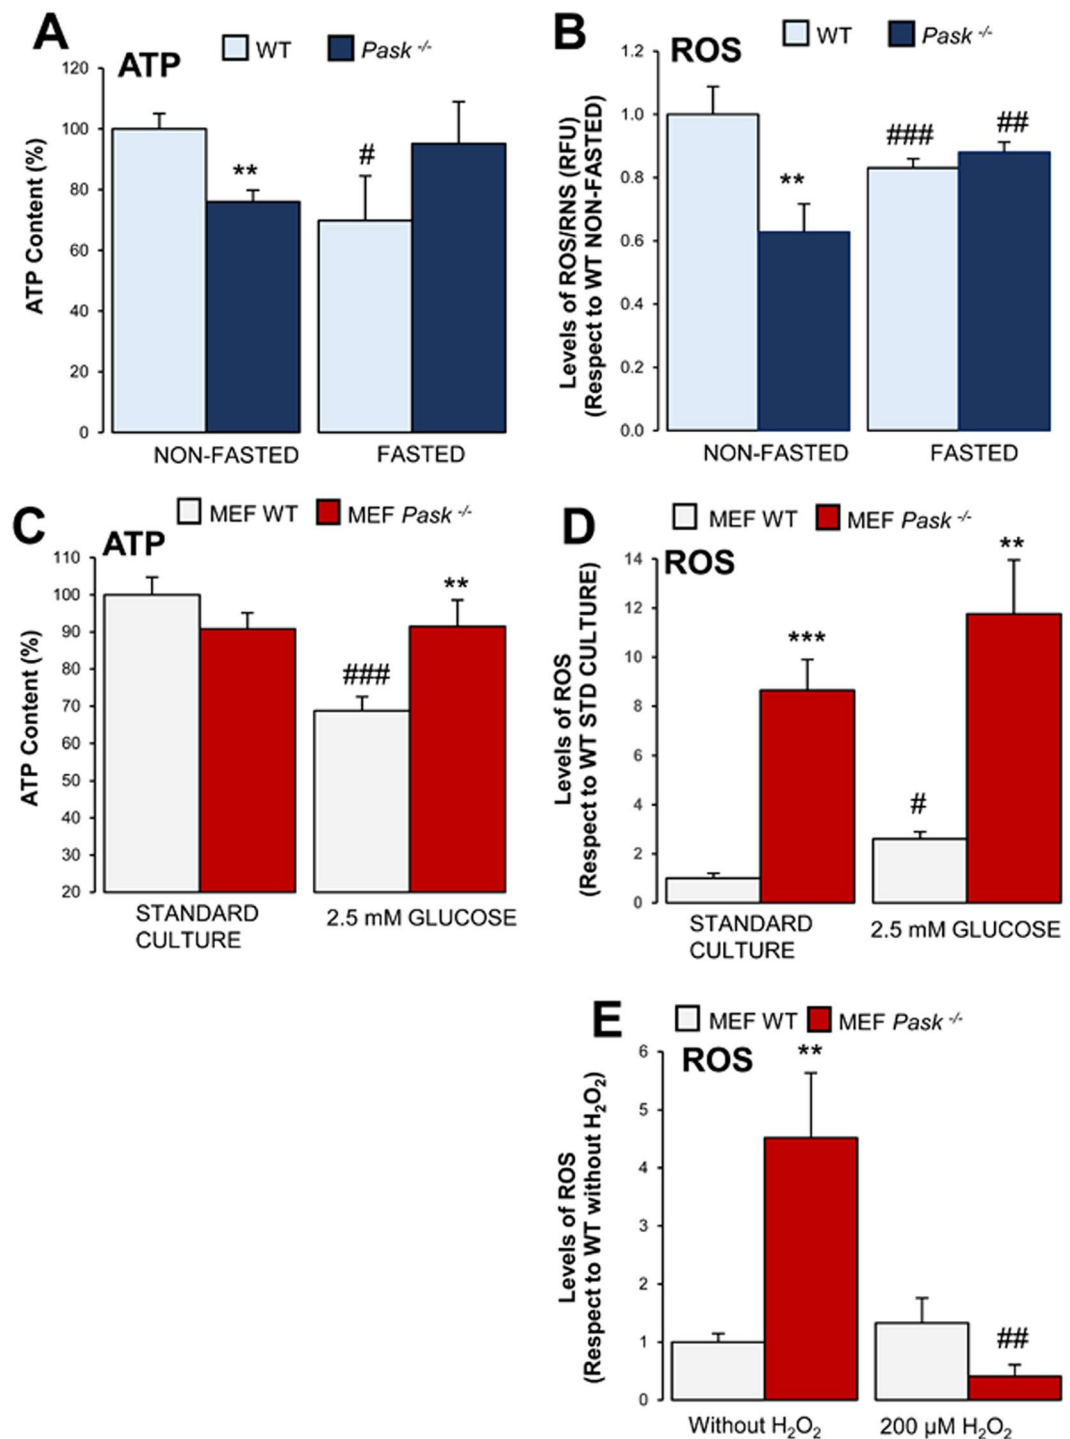 A
WT
Pask -/-
ATP
ATP Content (%)
120
100
80
60
40
20
0
**
#
NON-FASTED
FASTED
B
WT
Pask -/-
ROS
Levels of ROS/RNS (RFU)
(Respect to WT NON-FASTED)
1.2
1.0
0.8
0.6
0.4
0.2
0.0
**
###
##
NON-FASTED
FASTED
C
MEF WT
MEF Pask -/-
ATP
ATP Content (%)
110
100
90
80
70
60
50
40
30
20
###
**
STANDARD
CULTURE
2.5 mM GLUCOSE
D
MEF WT
MEF Pask -/-
ROS
Levels of ROS
(Respect to WT STD CULTURE)
14
12
10
8
6
4
2
0
***
#
**
STANDARD
CULTURE
2.5 mM GLUCOSE
E
MEF WT
MEF Pask -/-
ROS
Levels of ROS
(Respect to WT without H₂O₂)
6
5
4
3
2
1
0
**
##
Without H₂O₂
200 µM H₂O₂